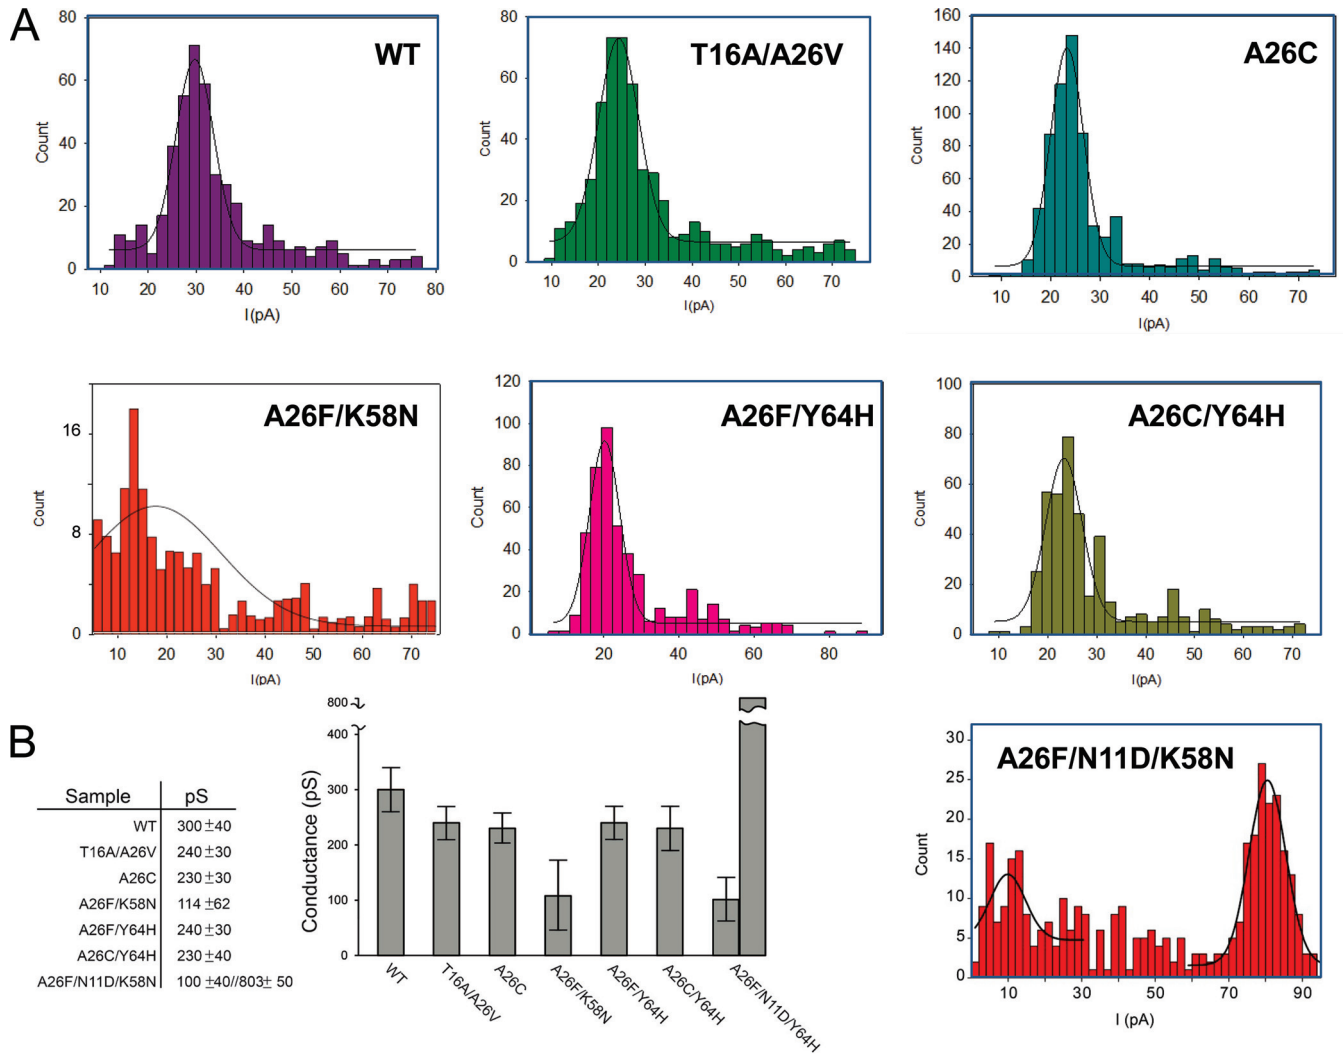 A
WT
Count
80
60
40
20
0
10 20 30 40 50 60 70 80
I(pA)
T16A/A26V
Count
80
60
40
20
0
10 20 30 40 50 60 70
I(pA)
A26C
Count
160
140
120
100
80
60
40
20
0
10 20 30 40 50 60 70
I(pA)
A26F/K58N
Count
16
8
0
10 20 30 40 50 60 70
I(pA)
A26F/Y64H
Count
120
100
80
60
40
20
0
20 40 60 80
I(pA)
A26C/Y64H
Count
100
80
60
40
20
0
10 20 30 40 50 60 70
I(pA)
B
Sample pS
WT 300 ±40
T16A/A26V 240 ±30
A26C 230 ±30
A26F/K58N 114 ±62
A26F/Y64H 240 ±30
A26C/Y64H 230 ±40
A26F/N11D/K58N 100 ±40//803± 50
Conductance (pS)
800
400
300
200
100
0
WT
T16A/A26V
A26C
A26F/K58N
A26F/Y64H
A26C/Y64H
A26F/N11D/Y64H
A26F/N11D/K58N
Count
30
25
20
15
10
5
0
10 30 50 70 90
I (pA)